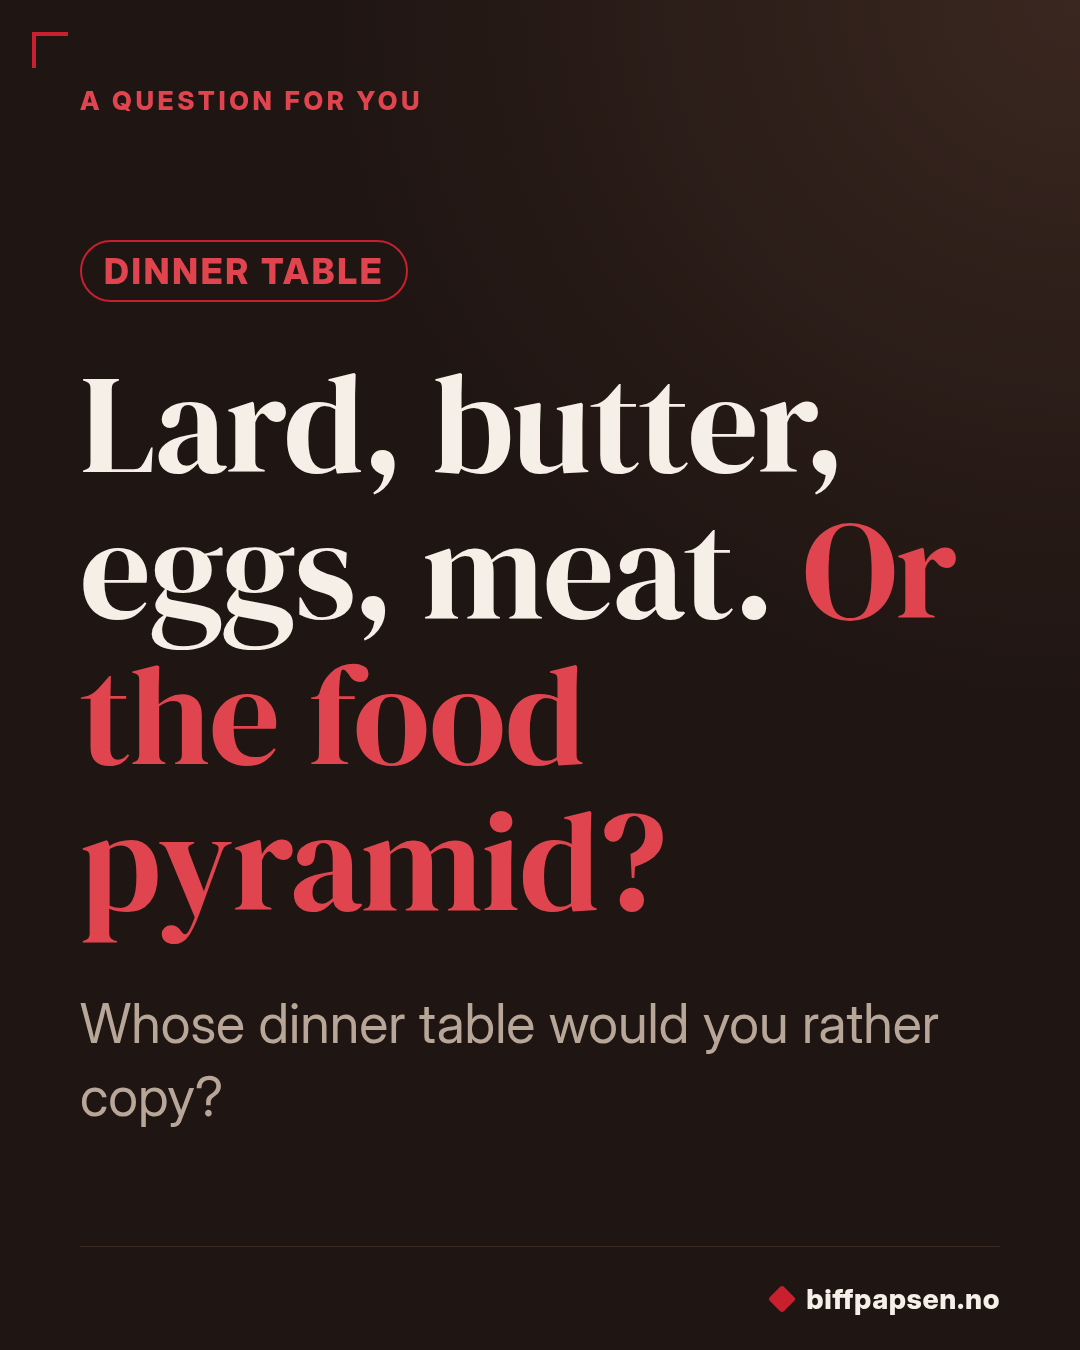 A QUESTION FOR YOU
DINNER TABLE
Lard, butter,
eggs, meat. Or
the food
pyramid?
Whose dinner table would you rather
copy?
biffpapsen.no